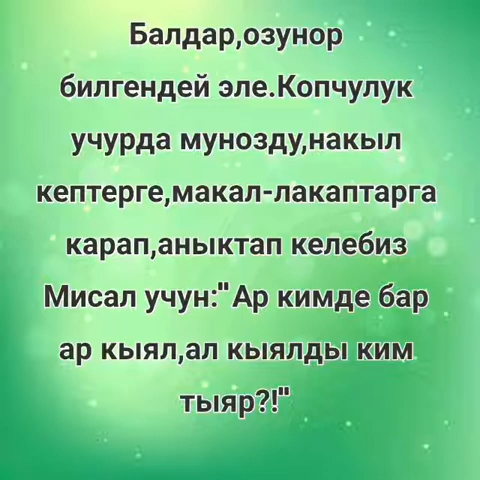 Балдар,озунор
билгендей эле.Копчулук
учурда мунозду,накыл
кептерге,макал-лакаптарга
карап,аныктап келебиз
Мисал учун:"Ар кимде бар
ар кыял,ал кыялды ким
тыяр?!"